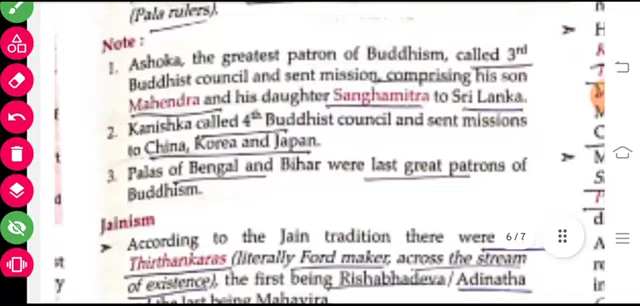 (Pala rulers).
Note :
1. Ashoka, the greatest patron of Buddhism, called 3rd
Buddhist council and sent mission, comprising his son
Mahendra and his daughter Sanghamitra to Sri Lanka.
2. Kanishka called 4th Buddhist council and sent missions
to China, Korea and Japan.
3. Palas of Bengal and Bihar were last great patrons of
Buddhism.
Jainism
➤ According to the Jain tradition there were
6/7
Thirthankaras (literally Ford maker, across the stream
of existence), the first being Rishabhadeva/Adinatha
the last being Mahavira